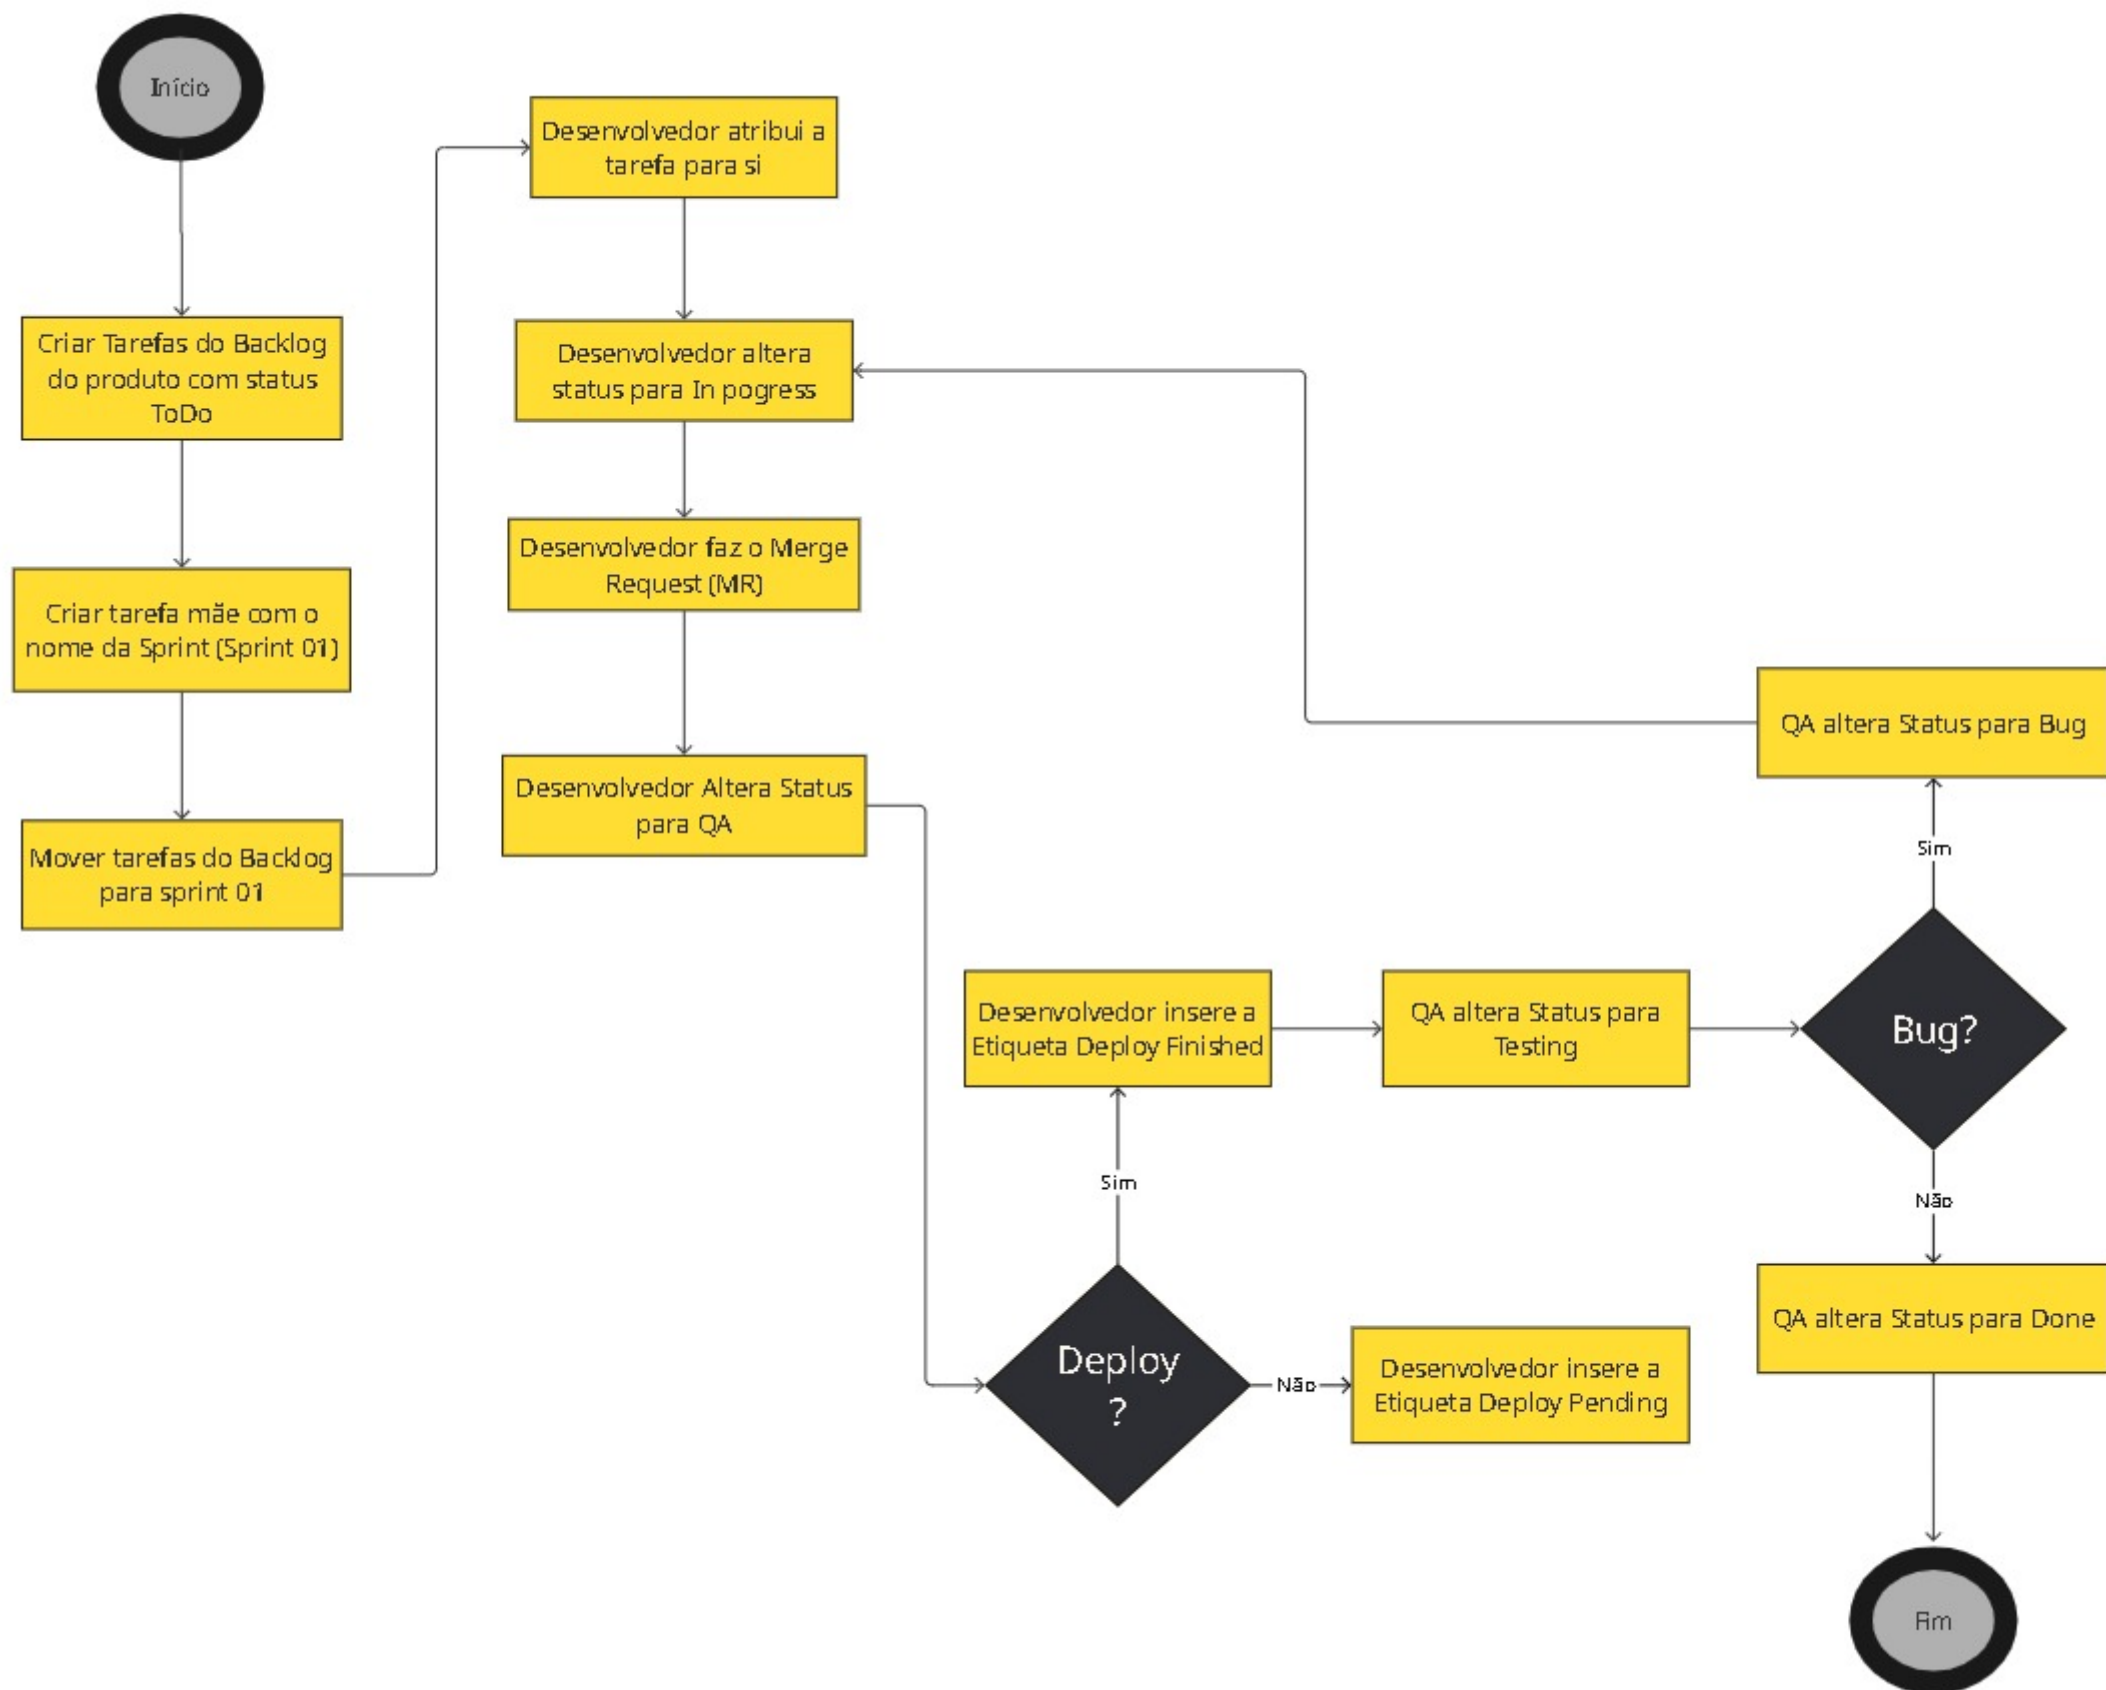 Início
Criar Tarefas do Backlog
do produto com status
ToDo
Criar tarefa mãe com o
nome da Sprint (Sprint 01)
Mover tarefas do Backlog
para sprint 01
Desenvolvedor atribui a
tarefa para si
Desenvolvedor altera
status para In pogress
Desenvolvedor faz o Merge
Request (MR)
Desenvolvedor Altera Status
para QA
Deploy
?
Sim
Desenvolvedor insere a
Etiqueta Deploy Finished
Não
Desenvolvedor insere a
Etiqueta Deploy Pending
QA altera Status para
Testing
Bug?
Sim
QA altera Status para Bug
Não
QA altera Status para Done
Fim